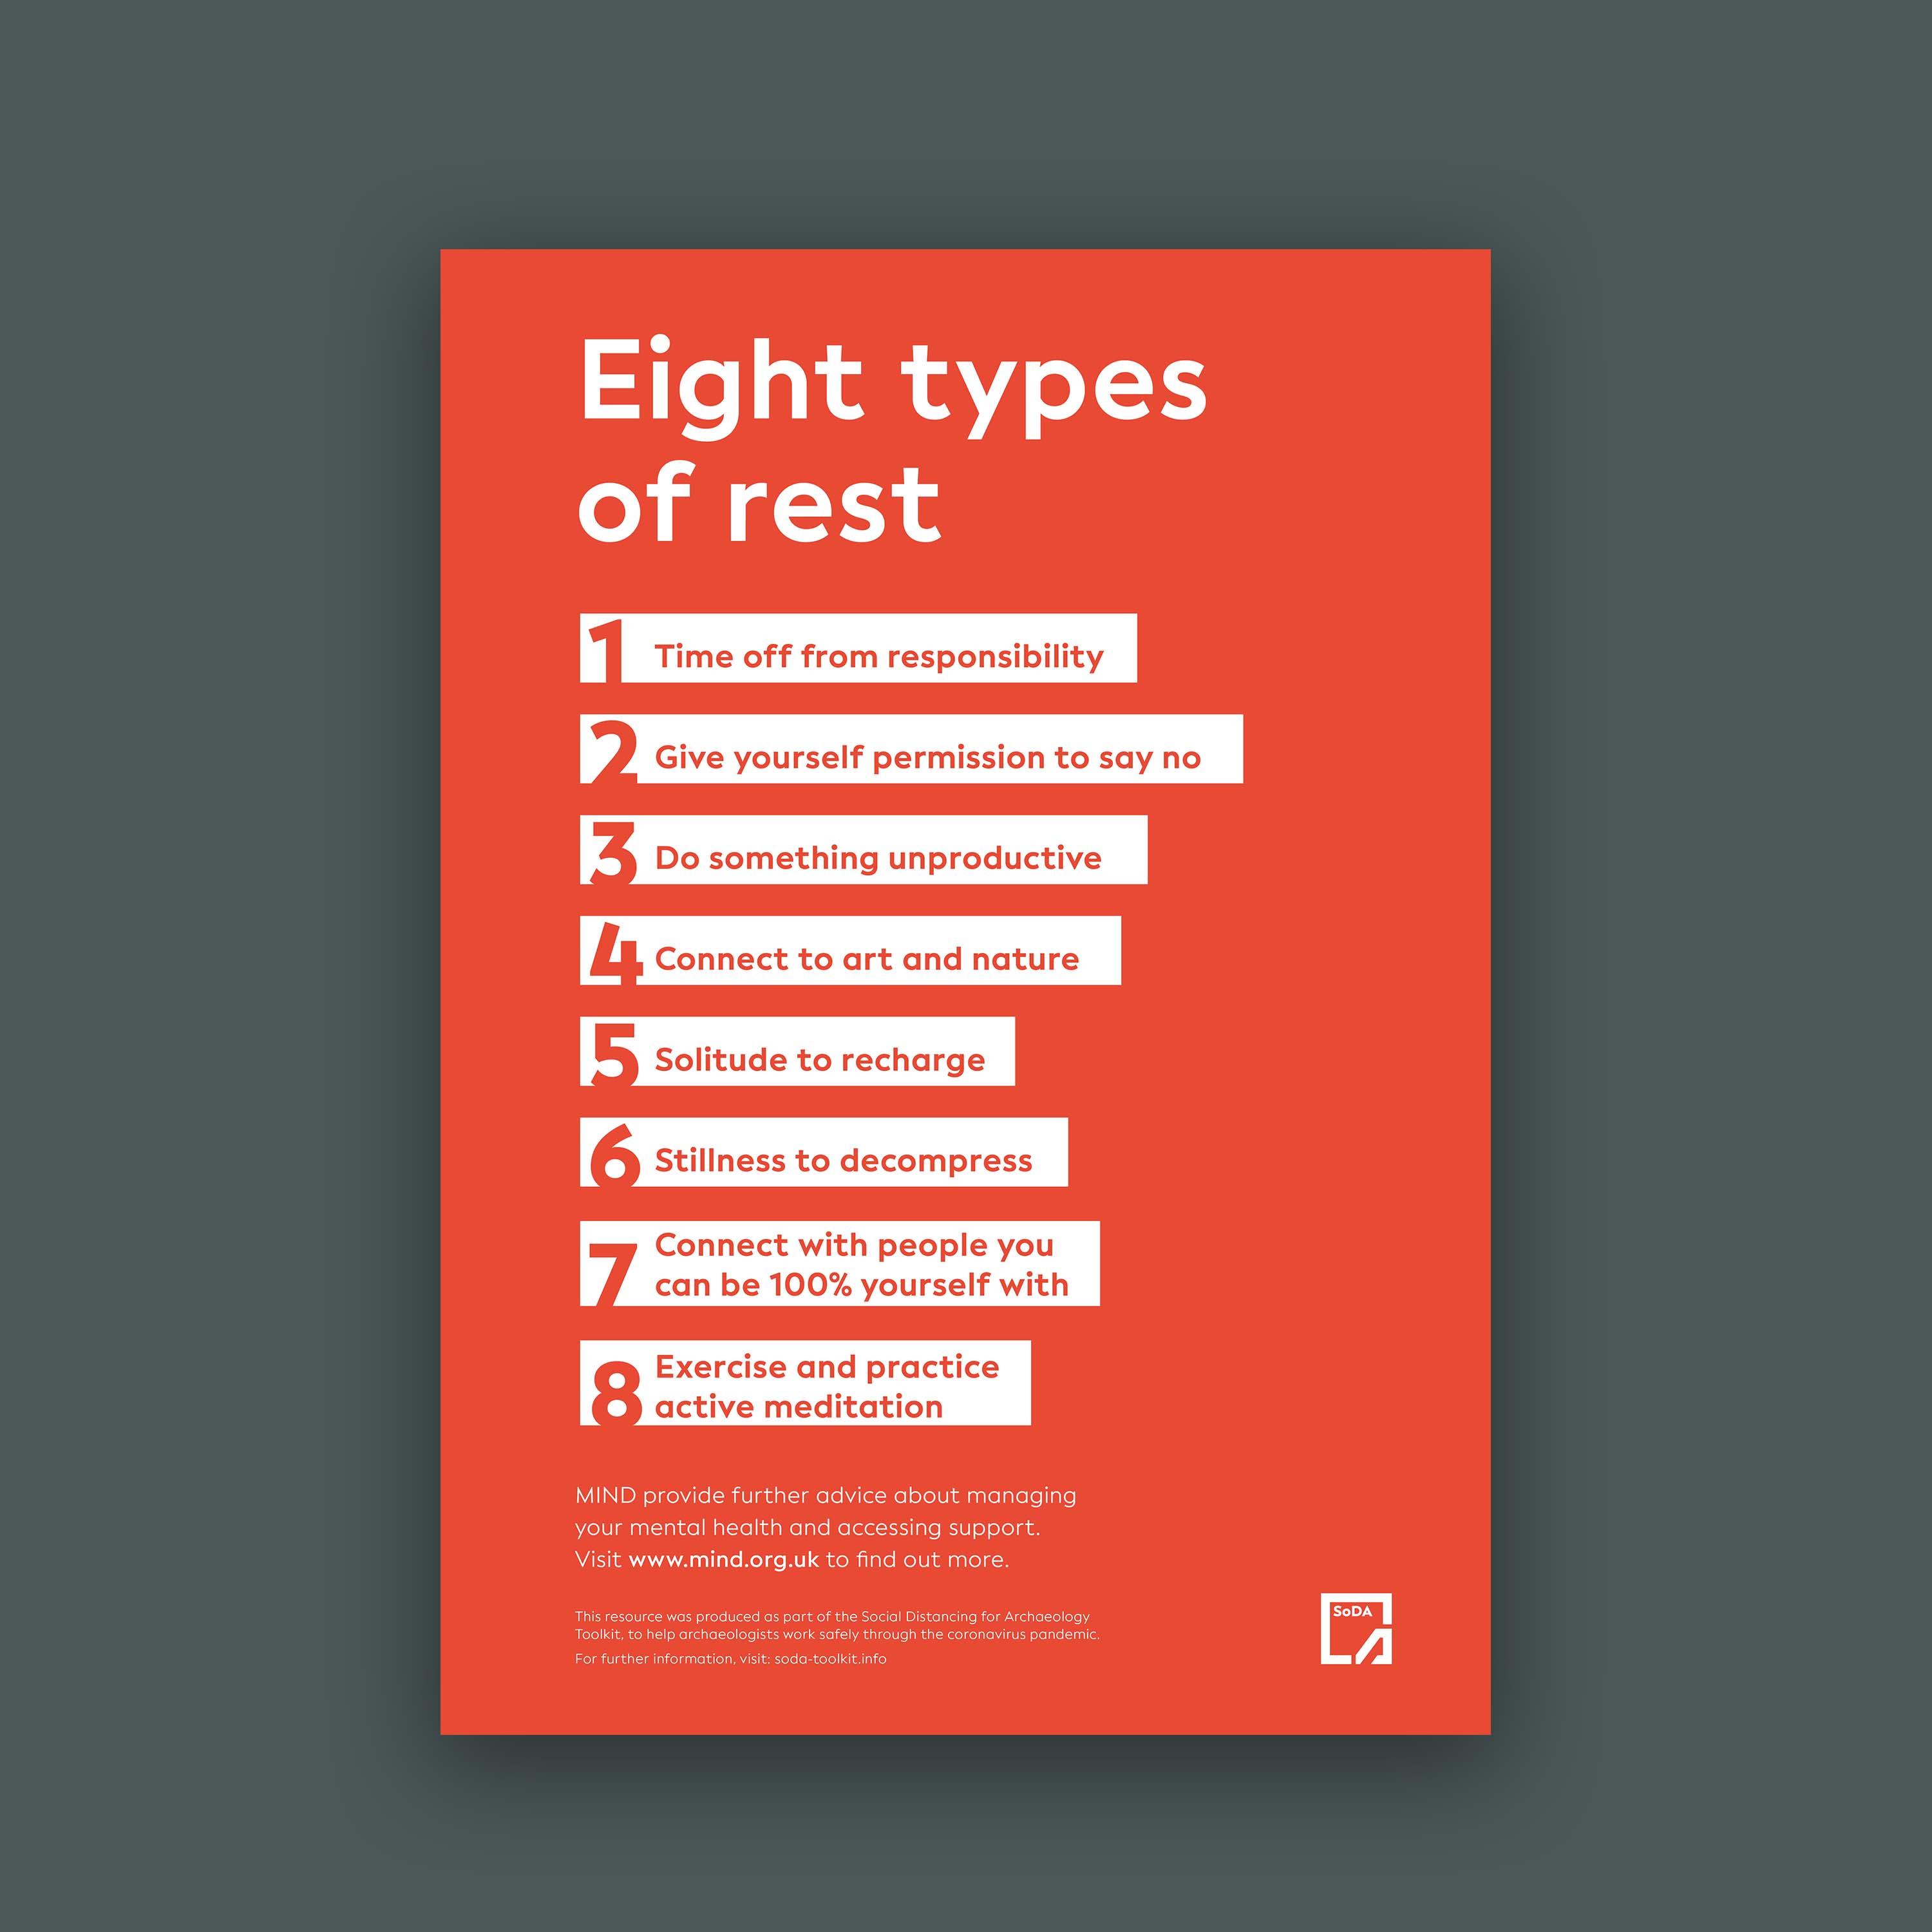 Eight types
of rest
1 Time off from responsibility
2 Give yourself permission to say no
3 Do something unproductive
4 Connect to art and nature
5 Solitude to recharge
6 Stillness to decompress
7 Connect with people you
can be 100% yourself with
8 Exercise and practice
active meditation
MIND provide further advice about managing
your mental health and accessing support.
Visit www.mind.org.uk to find out more.
This resource was produced as part of the Social Distancing for Archaeology
Toolkit, to help archaeologists work safely through the coronavirus pandemic.
For further information, visit: soda-toolkit.info
SoDA